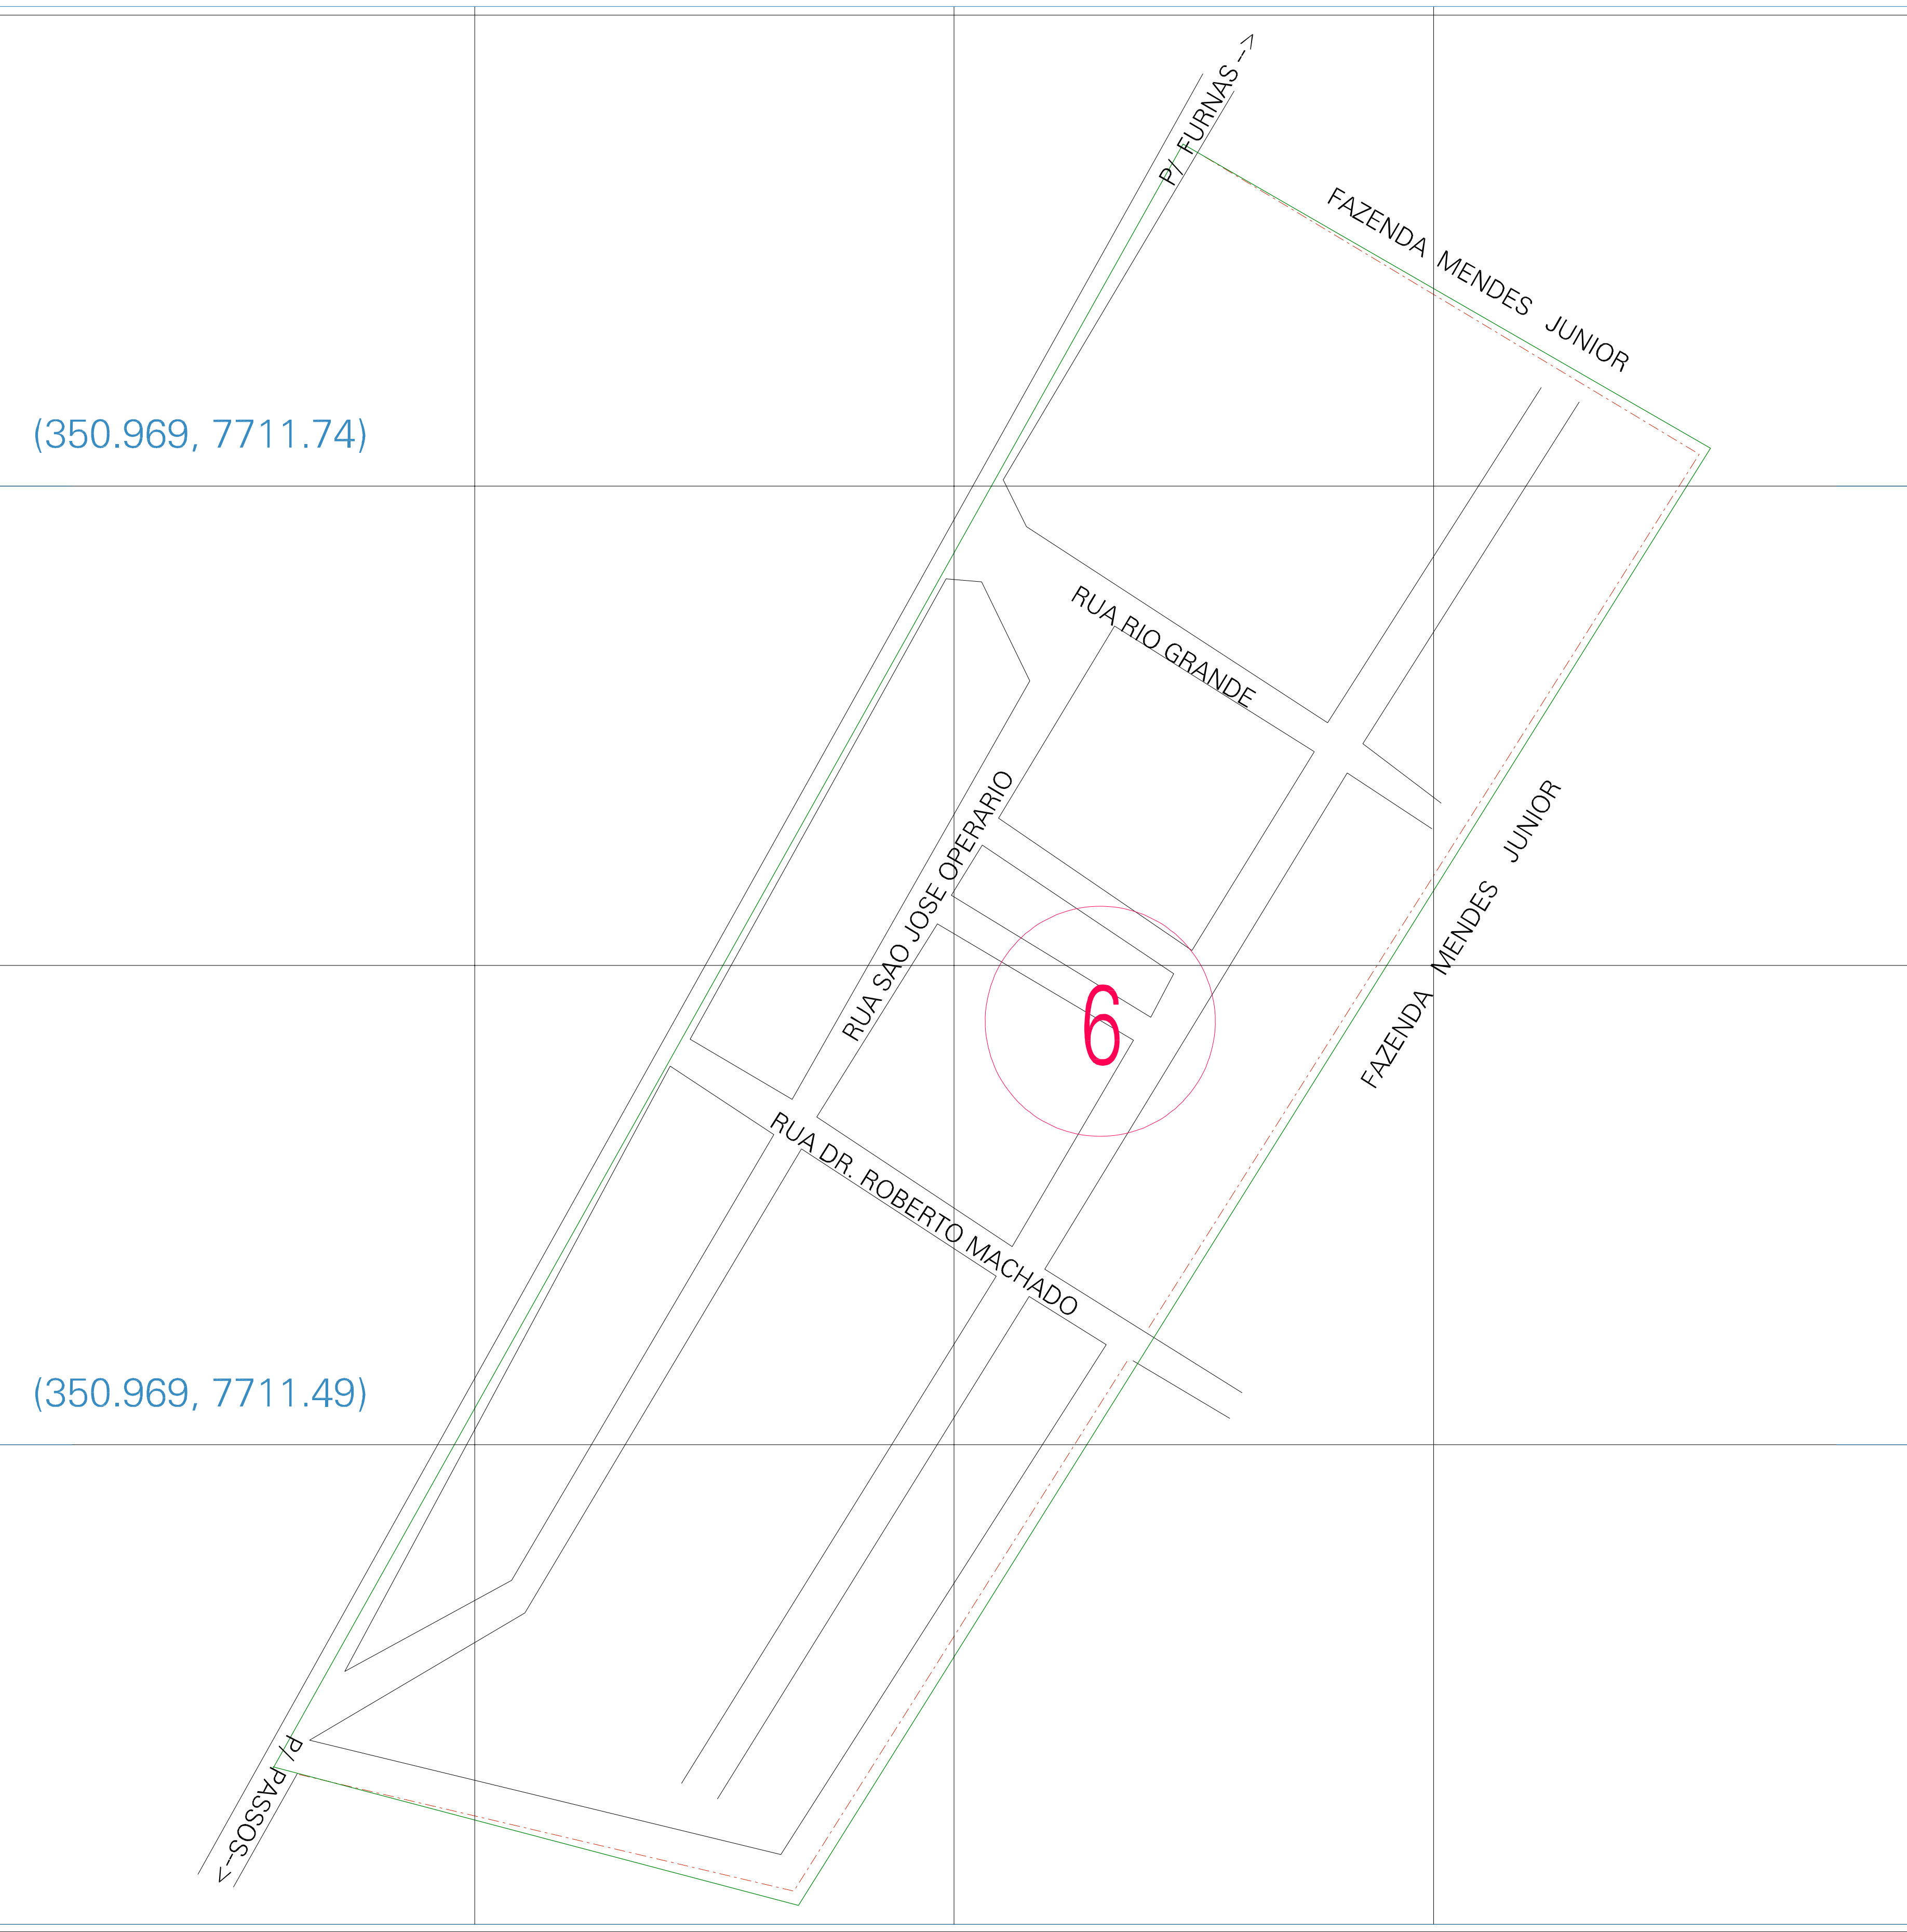 P/ FURNAS -->
FAZENDA MENDES JUNIOR
(350.969, 7711.74)
RUA RIO GRANDE
RUA SAO JOSE OPERARIO
FAZENDA MENDES JUNIOR
6
RUA DR. ROBERTO MACHADO
(350.969, 7711.49)
P/ PASSOS-->